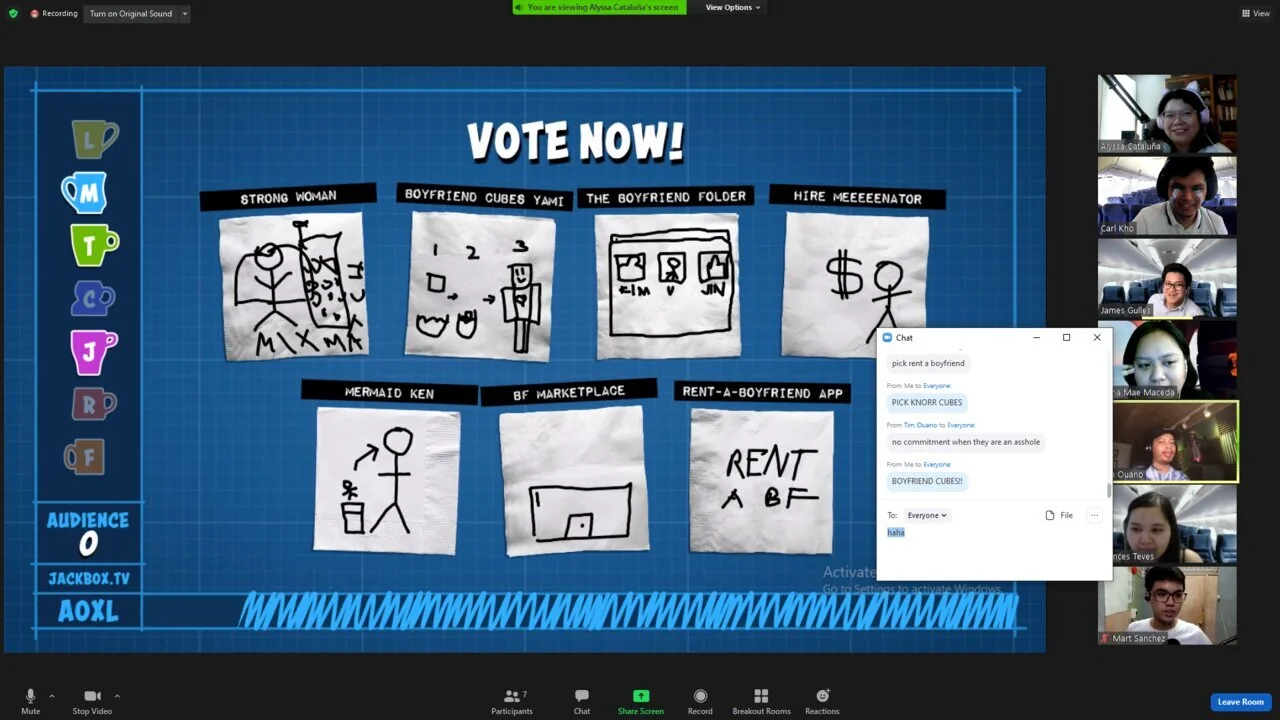 Recording
Turn on Original Sound
You are viewing Alyssa Cataluña's screen
View Options
View
VOTE NOW!
L
M
T
C
J
R
F
AUDIENCE
0
JACKBOX.TV
AOXL
STRONG WOMAN
MIXMA
BOYFRIEND CUBES YAMI
1 2 3
THE BOYFRIEND FOLDER
KIM V JIN
HIRE MEEEEENATOR
$
MERMAID KEN
BF MARKETPLACE
RENT-A-BOYFRIEND APP
RENT
A BF
Activate
Go to Settings to activate Windows.
Chat
pick rent a boyfriend
From Me to Everyone:
PICK KNORR CUBES
From Tim Ouano to Everyone:
no commitment when they are an asshole
From Me to Everyone:
BOYFRIEND CUBES!!
To: Everyone
File
haha
Alyssa Cataluña
Carl Kho
James Gulles
a Mae Maceda
Ouano
nces Teves
Mart Sanchez
Mute
Stop Video
Participants
7
Chat
Share Screen
Record
Breakout Rooms
Reactions
Leave Room